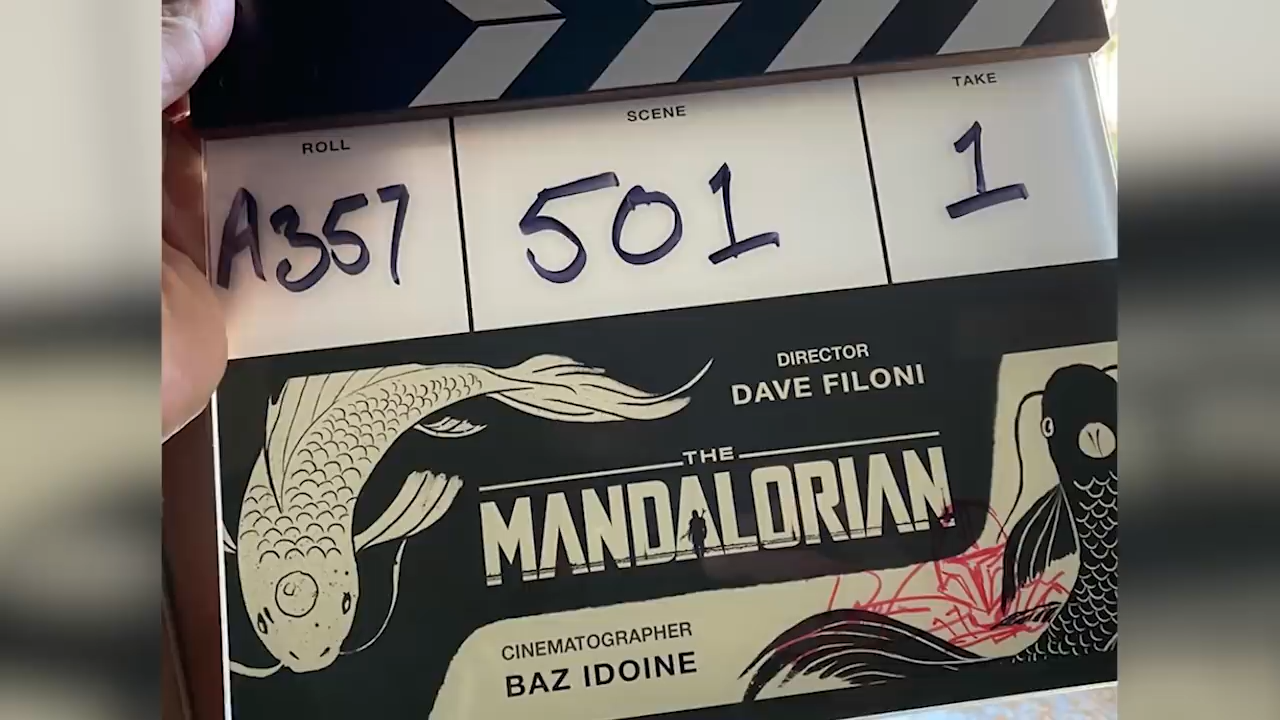 ROLL SCENE TAKE
A357 501 1
DIRECTOR
DAVE FILONI
THE
MANDALORIAN
CINEMATOGRAPHER
BAZ IDOINE